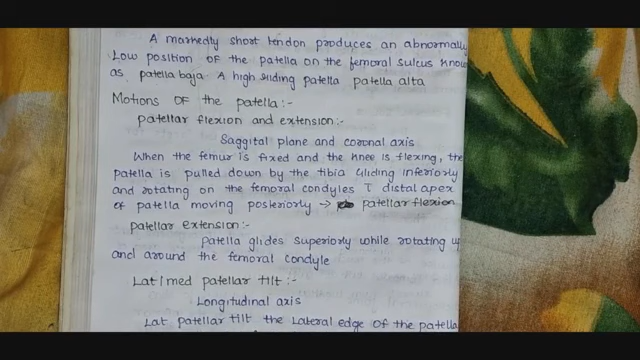 A markedly short tendon produces an abnormally
Low position of the patella on the femoral sulcus known
as patella baja. A high sliding patella patella alta
Motions of the patella:-
patellar flexion and extension:-
Saggital plane and coronal axis
When the femur is fixed and the knee is flexing, the
patella is pulled down by the tibia gliding inferiorly
and rotating on the femoral condyles T distal apex
of patella moving posteriorly → patellar flexion
patellar extension:-
patella glides superiorly while rotating up
and around the femoral condyle
Lat/med patellar tilt:-
Longitudinal axis
Lat patellar tilt the Lateral edge of the patella